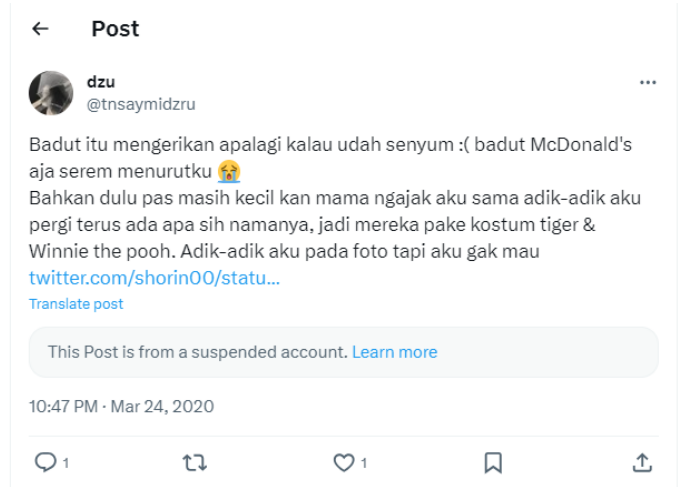 Post
dzu
@tnsaymidzru
Badut itu mengerikan apalagi kalau udah senyum :( badut McDonald's
aja serem menurutku 😭
Bahkan dulu pas masih kecil kan mama ngajak aku sama adik-adik aku
pergi terus ada apa sih namanya, jadi mereka pake kostum tiger &
Winnie the pooh. Adik-adik aku pada foto tapi aku gak mau
twitter.com/shorin00/statu...
Translate post
This Post is from a suspended account. Learn more
10:47 PM · Mar 24, 2020
1 1